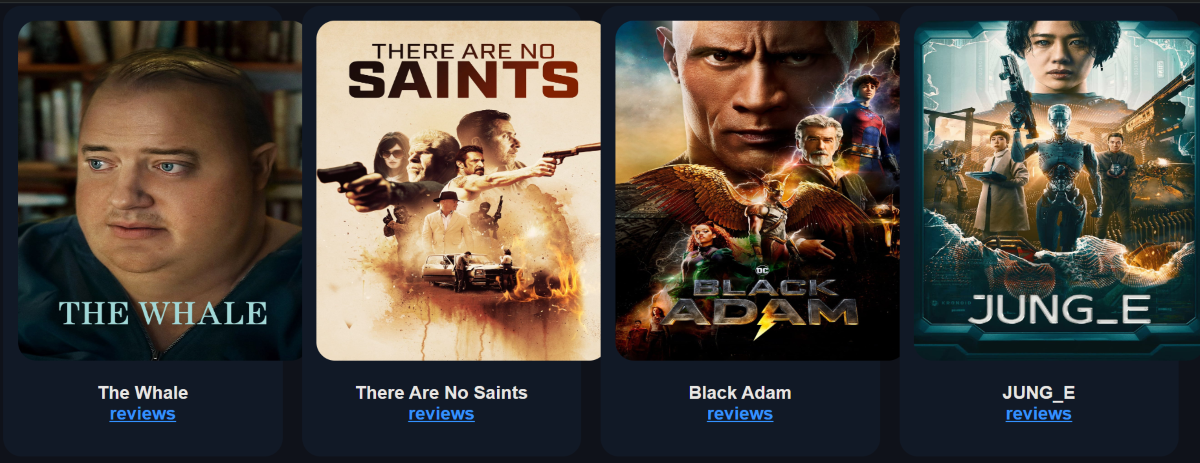 THE WHALE
The Whale
reviews
THERE ARE NO
SAINTS
There Are No Saints
reviews
DC
BLACK
ADAM
Black Adam
reviews
JUNG_E
JUNG_E
reviews